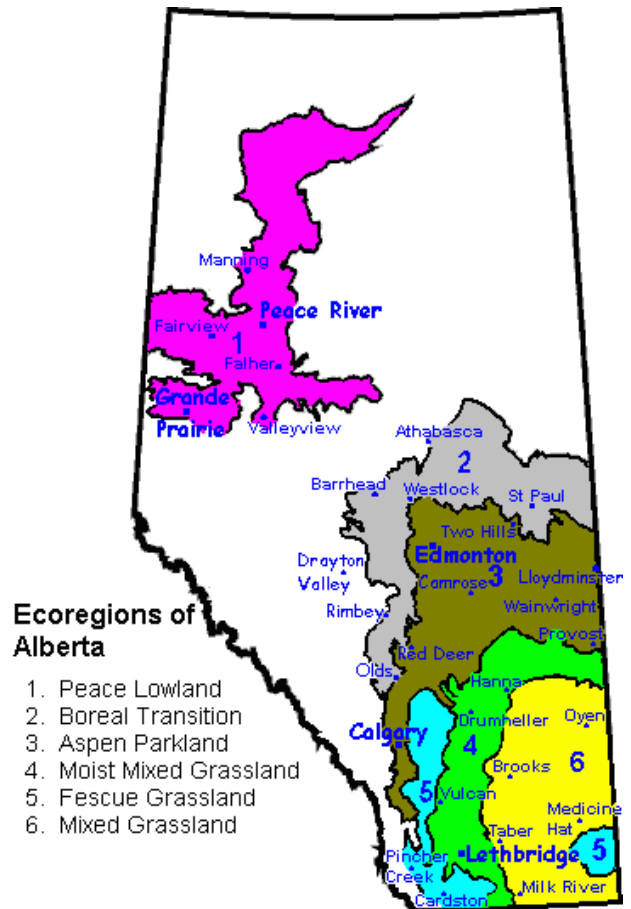 Manning
Peace River
Fairview
1
Falher
Grande
Prairie
Valleyview
Athabasca
2
Barrhead
Westlock
St Paul
Two Hills
Edmonton
Drayton
Valley
3
Lloydminster
Camrose
Wainwright
Rimbey
Provost
Red Deer
Olds
Hanna
Drumheller
Oyen
Calgary
4
6
Brooks
5
Vulcan
Medicine
Hat
Taber
Pincher
Creek
Lethbridge
5
Cardston
Milk River
Ecoregions of
Alberta
1. Peace Lowland
2. Boreal Transition
3. Aspen Parkland
4. Moist Mixed Grassland
5. Fescue Grassland
6. Mixed Grassland